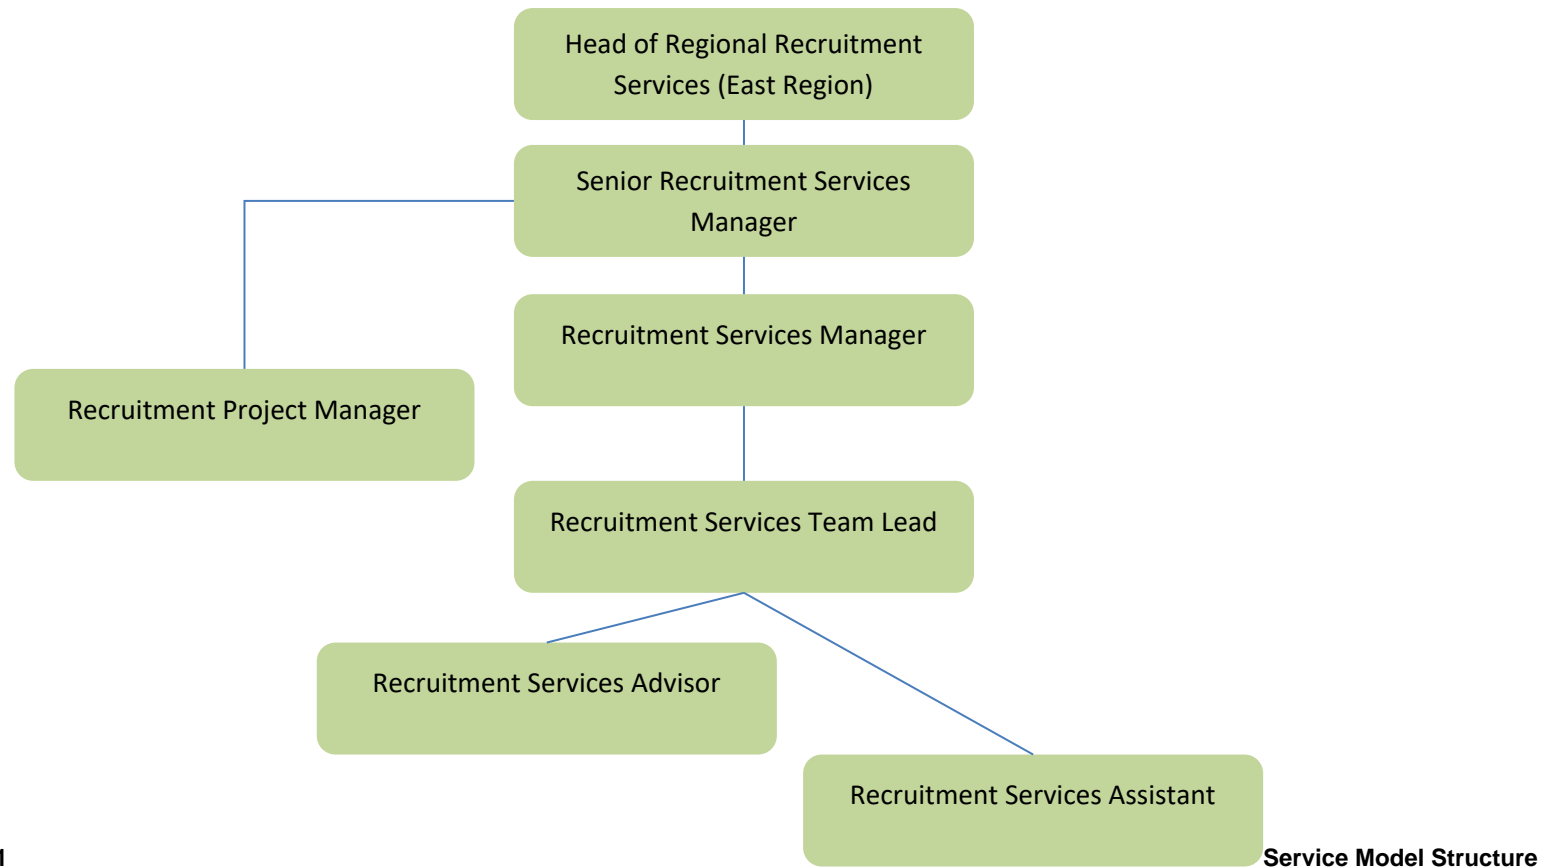 Head of Regional Recruitment
Services (East Region)
Senior Recruitment Services
Manager
Recruitment Services Manager
Recruitment Project Manager
Recruitment Services Team Lead
Recruitment Services Advisor
Recruitment Services Assistant
Service Model Structure